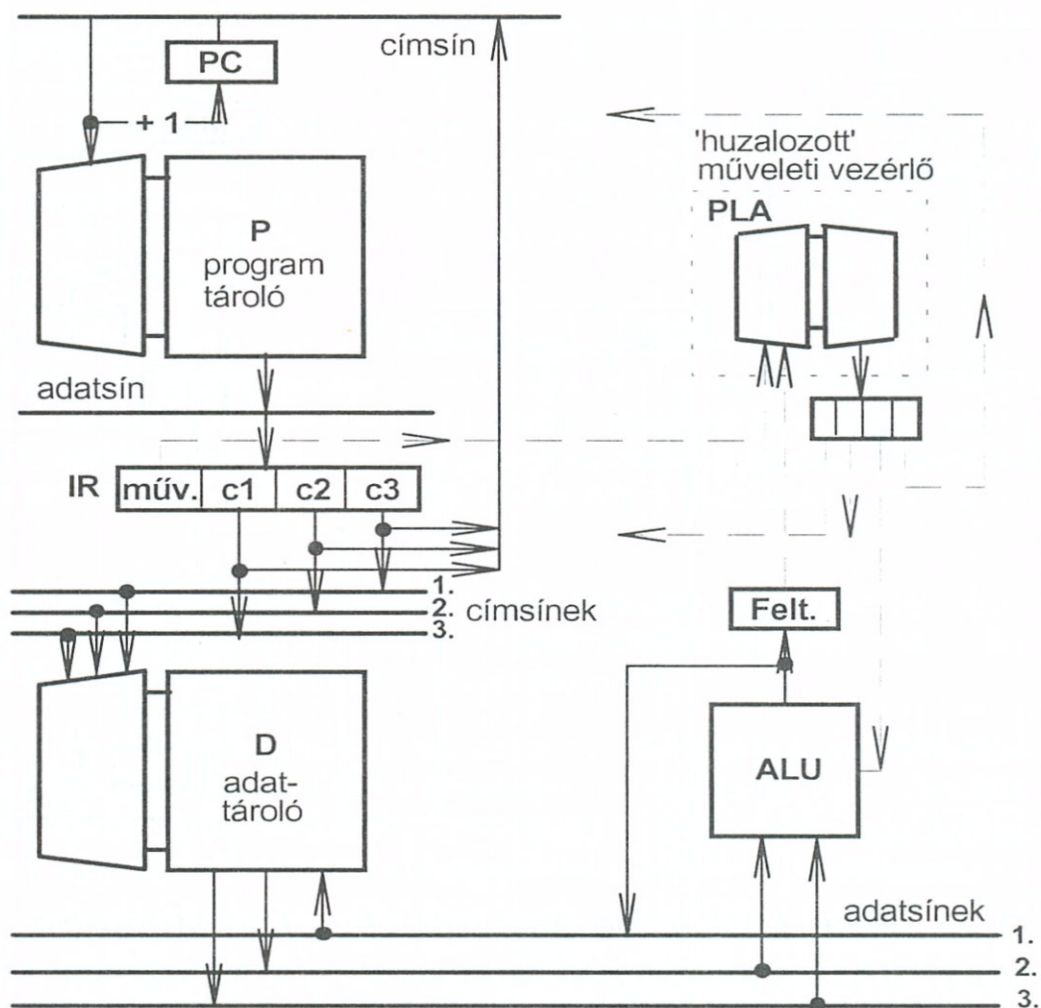 címsín
PC
+ 1
'huzalozott'
műveleti vezérlő
PLA
P
program
tároló
adatsín
IR műv. c1 c2 c3
1.
2. címsínek
3.
Felt.
D
adat-
tároló
ALU
adatsínek
1.
2.
3.